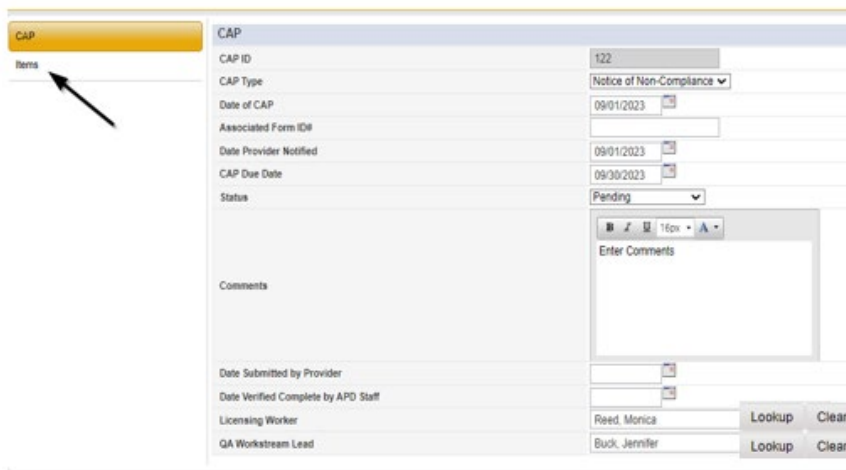 CAP
Items
CAP
CAP ID 122
CAP Type Notice of Non-Compliance
Date of CAP 09/01/2023
Associated Form ID#
Date Provider Notified 09/01/2023
CAP Due Date 09/30/2023
Status Pending
B I U 16px A
Enter Comments
Comments
Date Submitted by Provider
Date Verified Complete by APD Staff
Licensing Worker Reed, Monica Lookup Clear
QA Workstream Lead Buck, Jennifer Lookup Clear